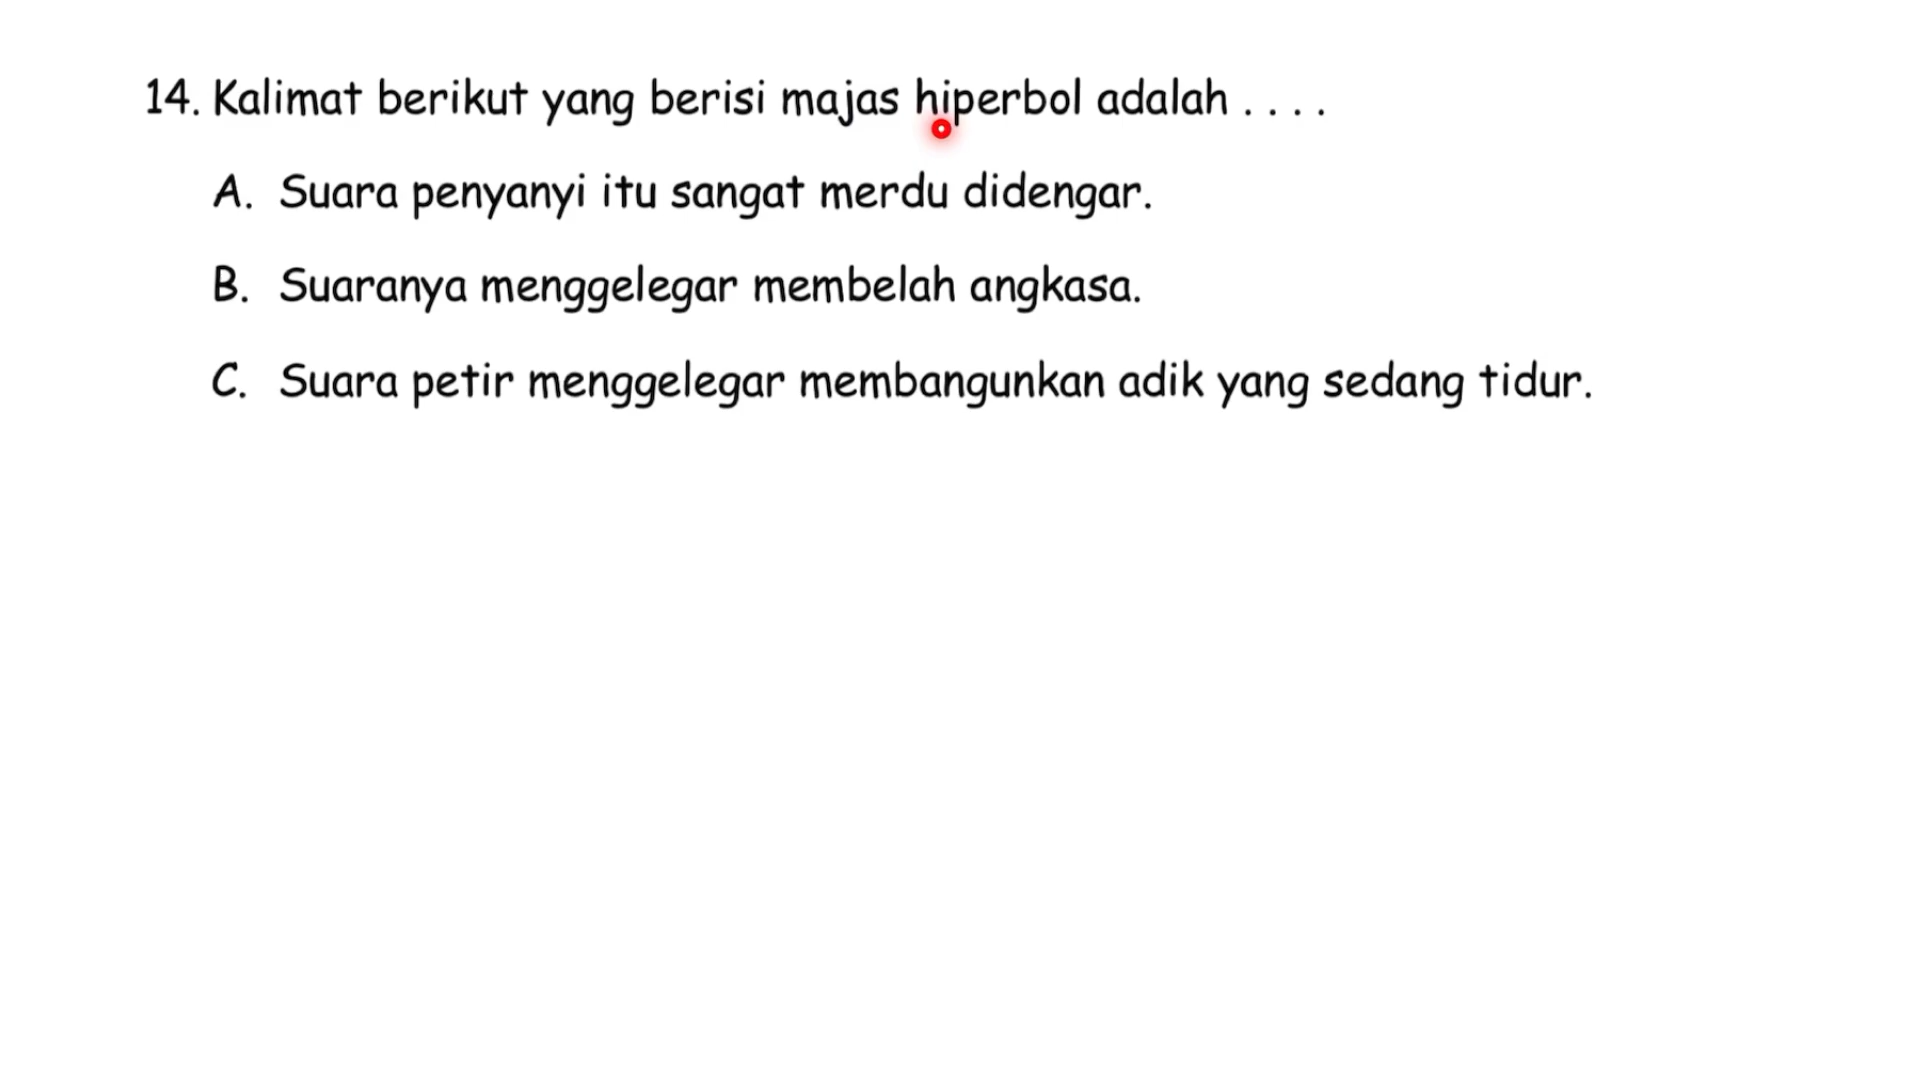 14. Kalimat berikut yang berisi majas hiperbol adalah . . . .
A. Suara penyanyi itu sangat merdu didengar.
B. Suaranya menggelegar membelah angkasa.
C. Suara petir menggelegar membangunkan adik yang sedang tidur.